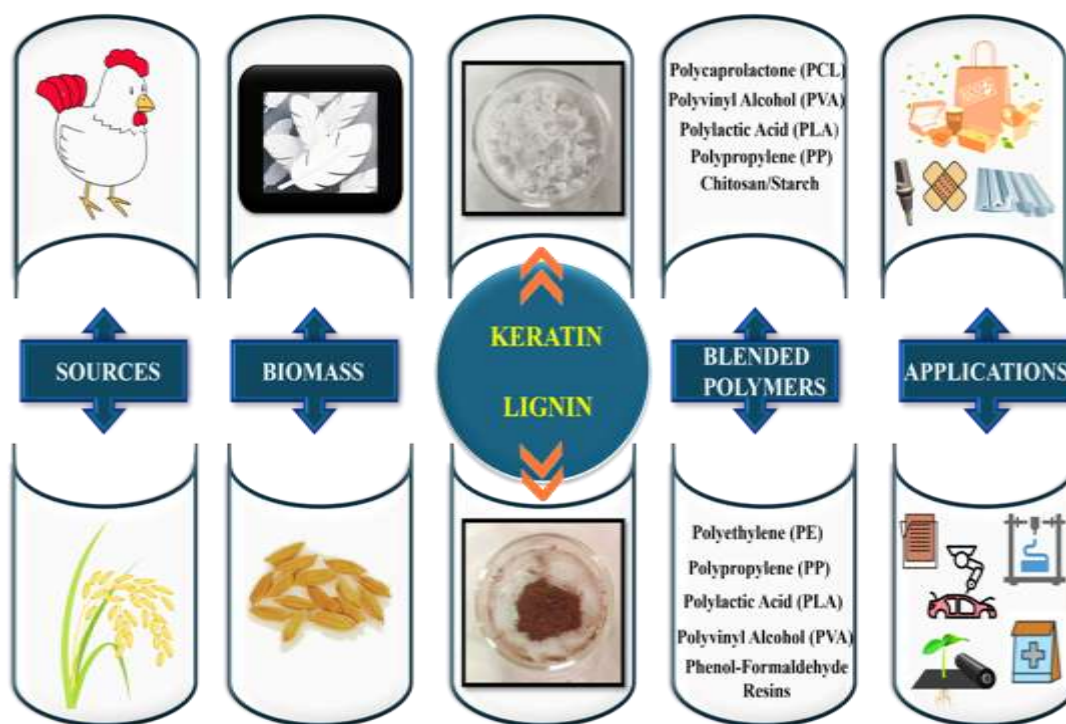 Polycaprolactone (PCL)
Polyvinyl Alcohol (PVA)
Polylactic Acid (PLA)
Polypropylene (PP)
Chitosan/Starch
SOURCES
BIOMASS
KERATIN
LIGNIN
BLENDED
POLYMERS
APPLICATIONS
Polyethylene (PE)
Polypropylene (PP)
Polylactic Acid (PLA)
Polyvinyl Alcohol (PVA)
Phenol-Formaldehyde
Resins